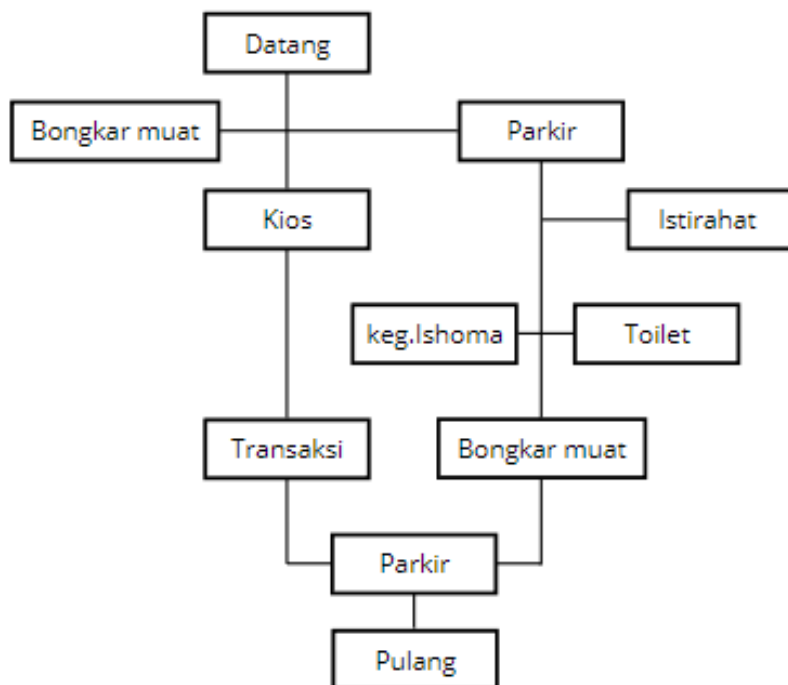 Datang
Bongkar muat
Parkir
Kios
Istirahat
keg.Ishoma
Toilet
Transaksi
Bongkar muat
Parkir
Pulang